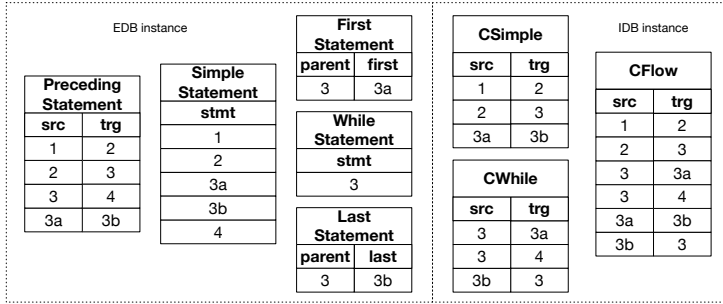 EDB instance
Preceding
Statement
src trg
1 2
2 3
3 4
3a 3b
Simple
Statement
stmt
1
2
3a
3b
4
First
Statement
parent first
3 3a
While
Statement
stmt
3
Last
Statement
parent last
3 3b
IDB instance
CSimple
src trg
1 2
2 3
3a 3b
CWhile
src trg
3 3a
3 4
3b 3
CFlow
src trg
1 2
2 3
3 3a
3 4
3a 3b
3b 3